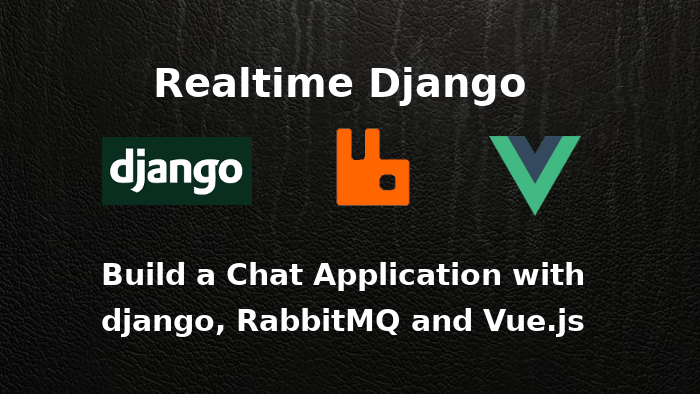 Realtime Django
django
Build a Chat Application with
django, RabbitMQ and Vue.js